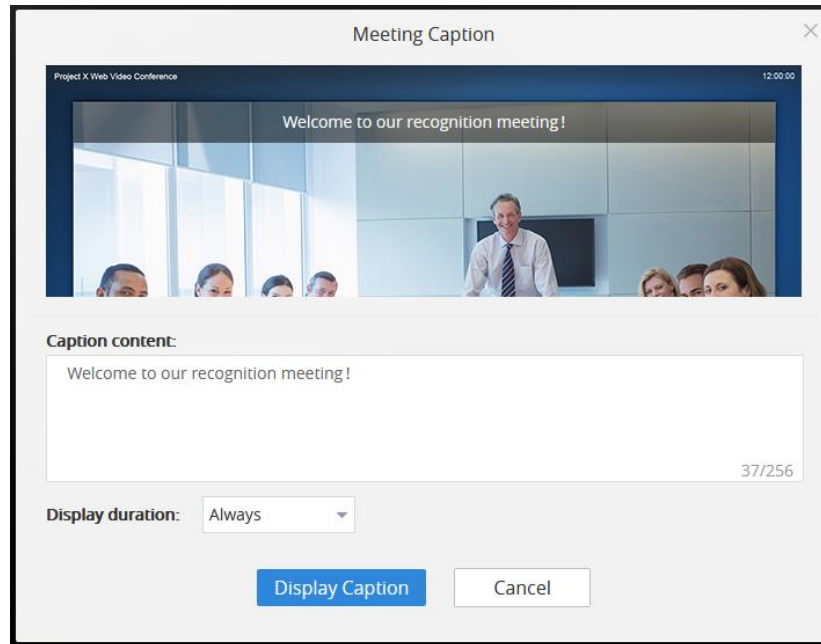 Meeting Caption
Project X Web Video Conference 12:00:00
Welcome to our recognition meeting!
Caption content:
Welcome to our recognition meeting!
37/256
Display duration: Always
Display Caption Cancel